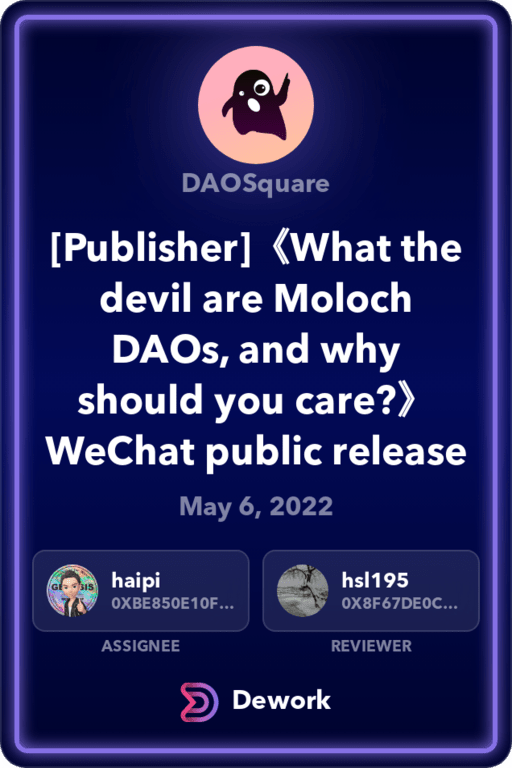 DAOSquare
[Publisher]《What the
devil are Moloch
DAOs, and why
should you care?》
WeChat public release
May 6, 2022
haipi
0XBE850E10F...
ASSIGNEE
hsl195
0X8F67DE0C...
REVIEWER
Dework